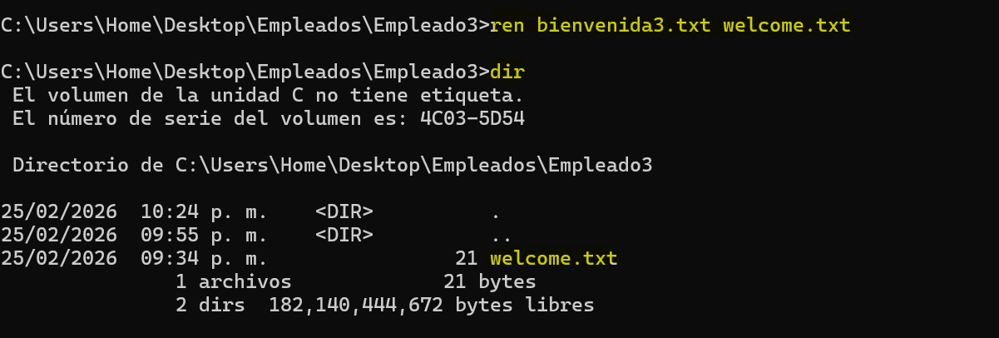 C:\Users\Home\Desktop\Empleados\Empleado3>ren bienvenida3.txt welcome.txt
C:\Users\Home\Desktop\Empleados\Empleado3>dir
El volumen de la unidad C no tiene etiqueta.
El número de serie del volumen es: 4C03-5D54
Directorio de C:\Users\Home\Desktop\Empleados\Empleado3
25/02/2026  10:24 p. m.    <DIR>          .
25/02/2026  09:55 p. m.    <DIR>          ..
25/02/2026  09:34 p. m.                21 welcome.txt
1 archivos             21 bytes
2 dirs  182,140,444,672 bytes libres